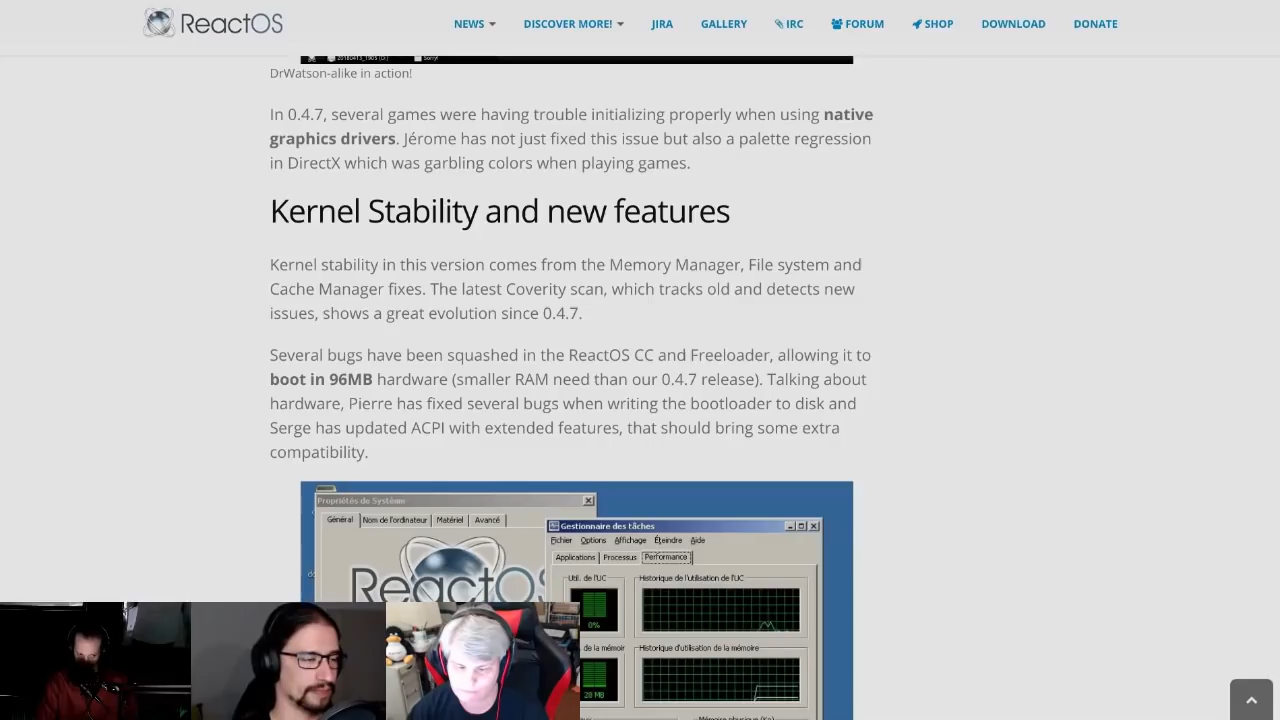 ReactOS
NEWS DISCOVER MORE! JIRA GALLERY IRC FORUM SHOP DOWNLOAD DONATE
DrWatson-alike in action!
In 0.4.7, several games were having trouble initializing properly when using native
graphics drivers. Jérome has not just fixed this issue but also a palette regression
in DirectX which was garbling colors when playing games.
Kernel Stability and new features
Kernel stability in this version comes from the Memory Manager, File system and
Cache Manager fixes. The latest Coverity scan, which tracks old and detects new
issues, shows a great evolution since 0.4.7.
Several bugs have been squashed in the ReactOS CC and Freeloader, allowing it to
boot in 96MB hardware (smaller RAM need than our 0.4.7 release). Talking about
hardware, Pierre has fixed several bugs when writing the bootloader to disk and
Serge has updated ACPI with extended features, that should bring some extra
compatibility.
Propriétés de Système
Général Nom de l'ordinateur Matériel Avancé
ReactOS
Gestionnaire des tâches
Fichier Options Affichage Éteindre Aide
Applications Processus Performance
Util. de l'UC Historique de l'utilisation de l'UC
0%
de la mémoir Historique d'utilisation de la mémoire
28 MB
Mémoire physique (Ko)